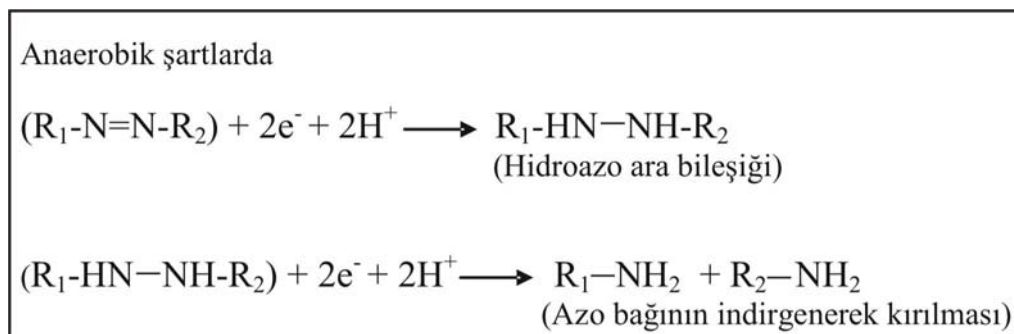 Anaerobik şartlarda
(R₁-N=N-R₂) + 2e⁻ + 2H⁺ ⟶ R₁-HN−NH-R₂
(Hidroazo ara bileşiği)
(R₁-HN−NH-R₂) + 2e⁻ + 2H⁺ ⟶ R₁−NH₂ + R₂−NH₂
(Azo bağının indirgenerek kırılması)